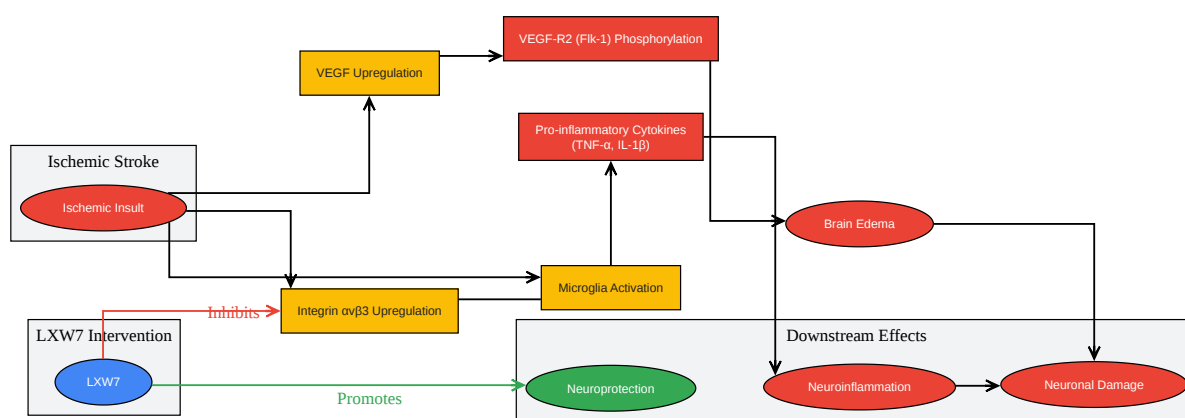 VEGF-R2 (Flk-1) Phosphorylation
VEGF Upregulation
Pro-inflammatory Cytokines
(TNF-α, IL-1β)
Ischemic Stroke
Ischemic Insult
Brain Edema
Microglia Activation
Integrin αvβ3 Upregulation
Inhibits
LXW7 Intervention
LXW7
Promotes
Downstream Effects
Neuroprotection
Neuroinflammation
Neuronal Damage